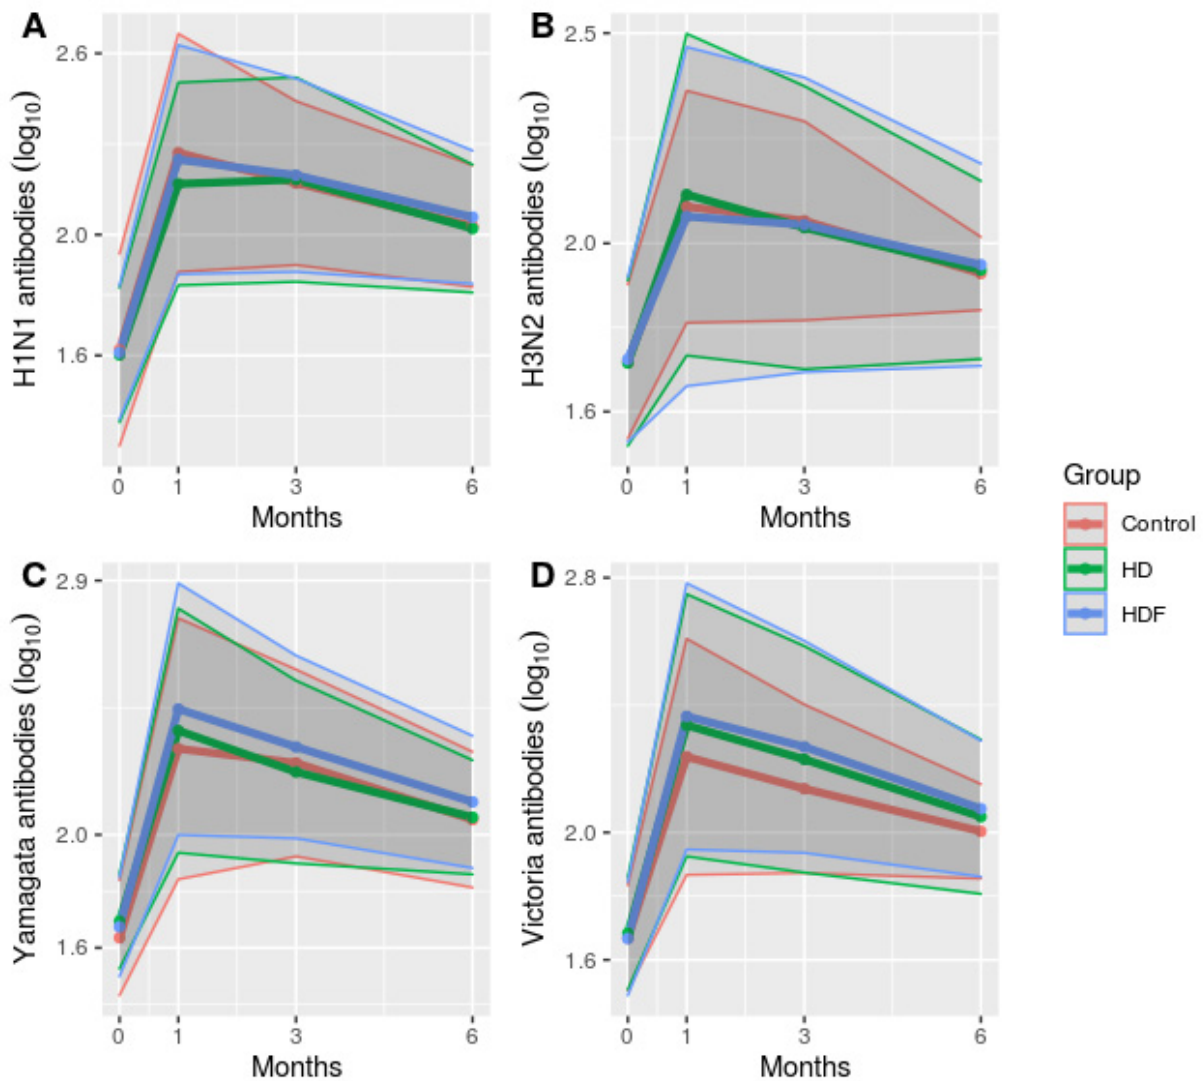 A
H1N1 antibodies (log10)
2.6
2.0
1.6
0 1 3 6
Months
B
H3N2 antibodies (log10)
2.5
2.0
1.6
0 1 3 6
Months
C
Yamagata antibodies (log10)
2.9
2.0
1.6
0 1 3 6
Months
D
Victoria antibodies (log10)
2.8
2.0
1.6
0 1 3 6
Months
Group
Control
HD
HDF